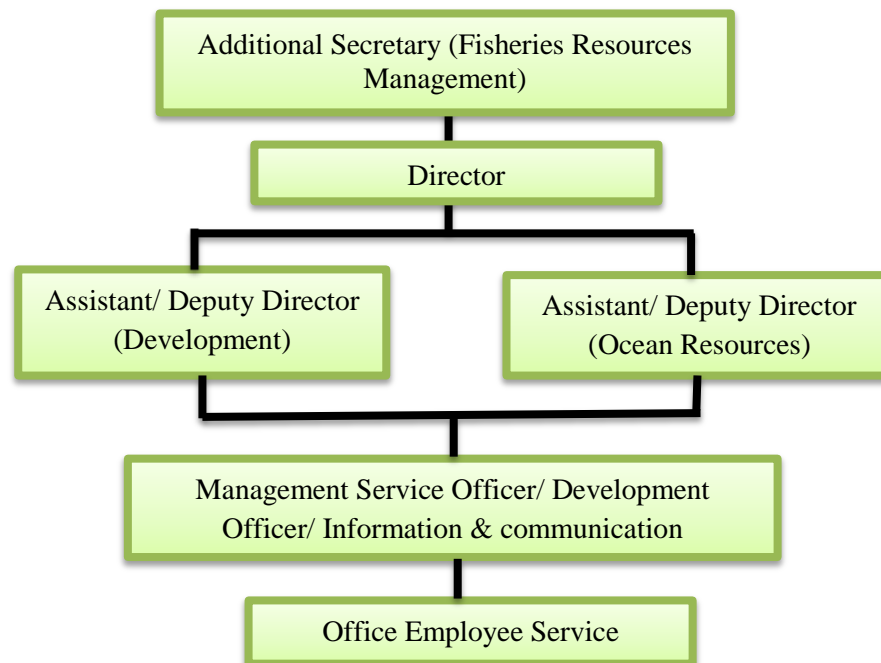 Additional Secretary (Fisheries Resources
Management)
Director
Assistant/ Deputy Director
(Development)
Assistant/ Deputy Director
(Ocean Resources)
Management Service Officer/ Development
Officer/ Information & communication
Office Employee Service